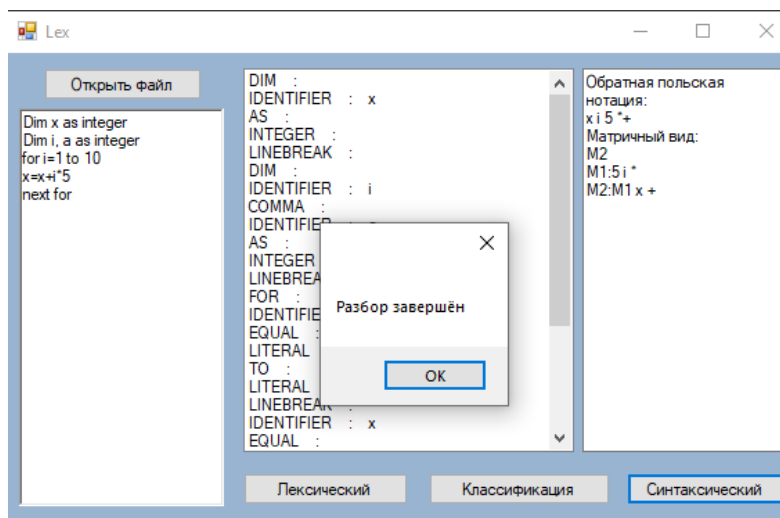 Lex
Открыть файл
Dim x as integer
Dim i, a as integer
for i=1 to 10
x=x+i*5
next for
DIM :
IDENTIFIER : x
AS :
INTEGER :
LINEBREAK :
DIM :
IDENTIFIER : i
COMMA :
IDENTIFIER
AS :
INTEGER
LINEBREA
FOR :
IDENTIFIE
EQUAL :
LITERAL
TO :
LITERAL
LINEBREAK :
IDENTIFIER : x
EQUAL :
Разбор завершён
OK
Обратная польская
нотация:
x i 5 *+
Матричный вид:
M2
M1:5 i *
M2:M1 x +
Лексический
Классификация
Синтаксический